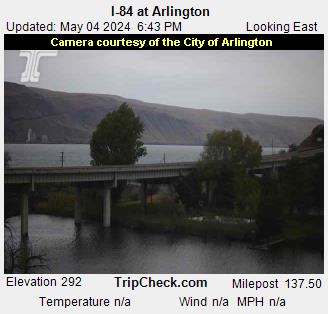 I-84 at Arlington
Updated: May 04 2024 6:43 PM Looking East
Camera courtesy of the City of Arlington
Elevation 292 TripCheck.com Milepost 137.50
Temperature n/a Wind n/a MPH n/a